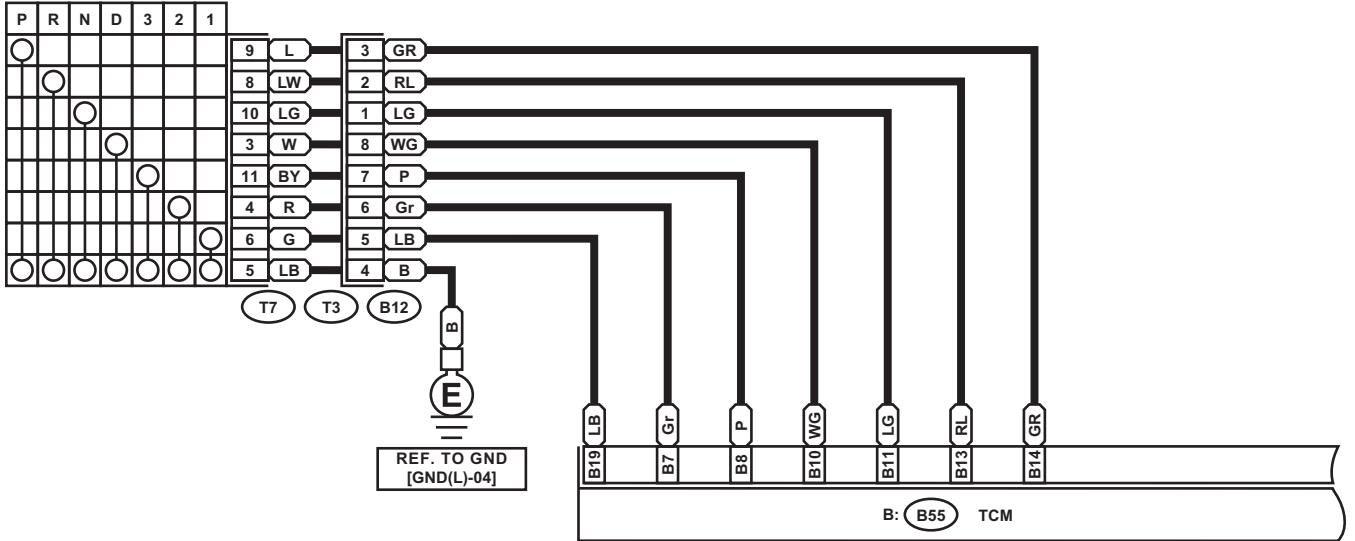 P R N D 3 2 1
9 L 3 GR
8 LW 2 RL
10 LG 1 LG
3 W 8 WG
11 BY 7 P
4 R 6 Gr
6 G 5 LB
5 LB 4 B
T7 T3 B12
B
E
REF. TO GND
[GND(L)-04]
LB Gr P WG LG RL GR
B19 B7 B8 B10 B11 B13 B14
B: B55 TCM